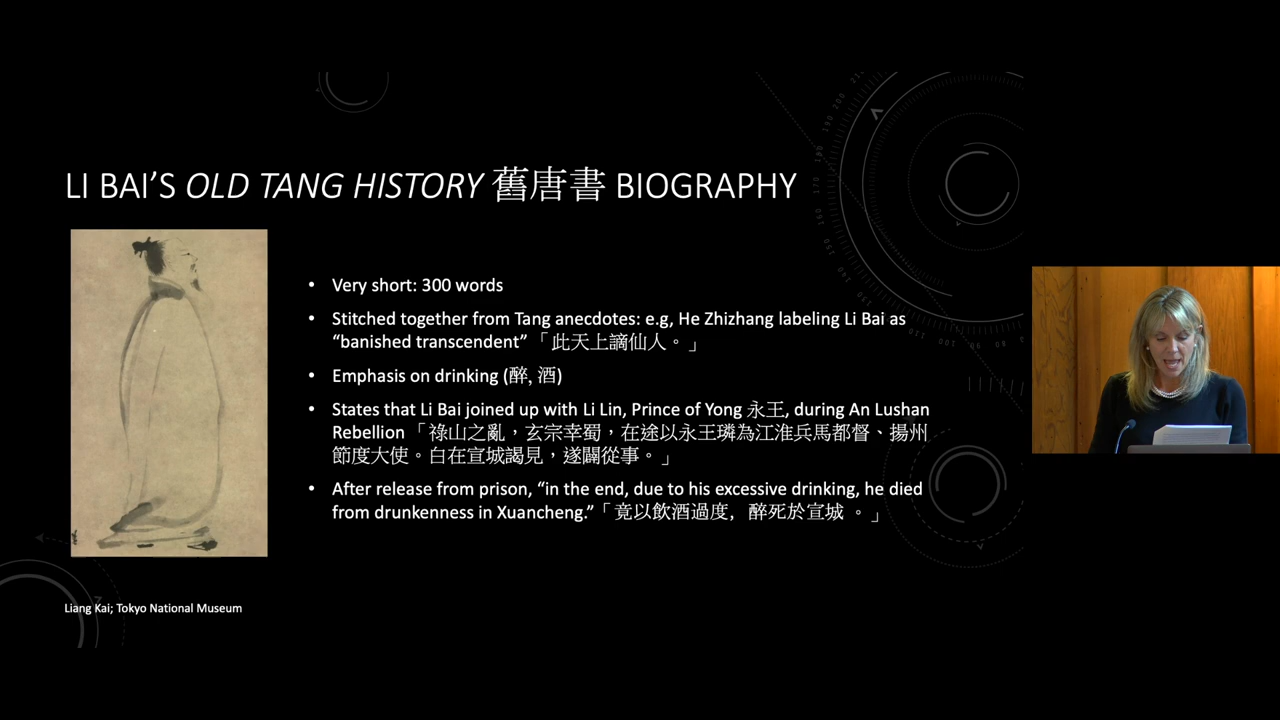 LI BAI'S OLD TANG HISTORY 舊唐書 BIOGRAPHY
• Very short: 300 words
• Stitched together from Tang anecdotes: e.g, He Zhizhang labeling Li Bai as
“banished transcendent” 「此天上謫仙人。」
• Emphasis on drinking (醉, 酒)
• States that Li Bai joined up with Li Lin, Prince of Yong 永王, during An Lushan
Rebellion 「祿山之亂，玄宗幸蜀，在途以永王璘為江淮兵馬都督、揚州
節度大使。白在宣城謁見，遂闢從事。」
• After release from prison, “in the end, due to his excessive drinking, he died
from drunkenness in Xuancheng.”「竟以飲酒過度, 醉死於宣城 。」
Liang Kai; Tokyo National Museum